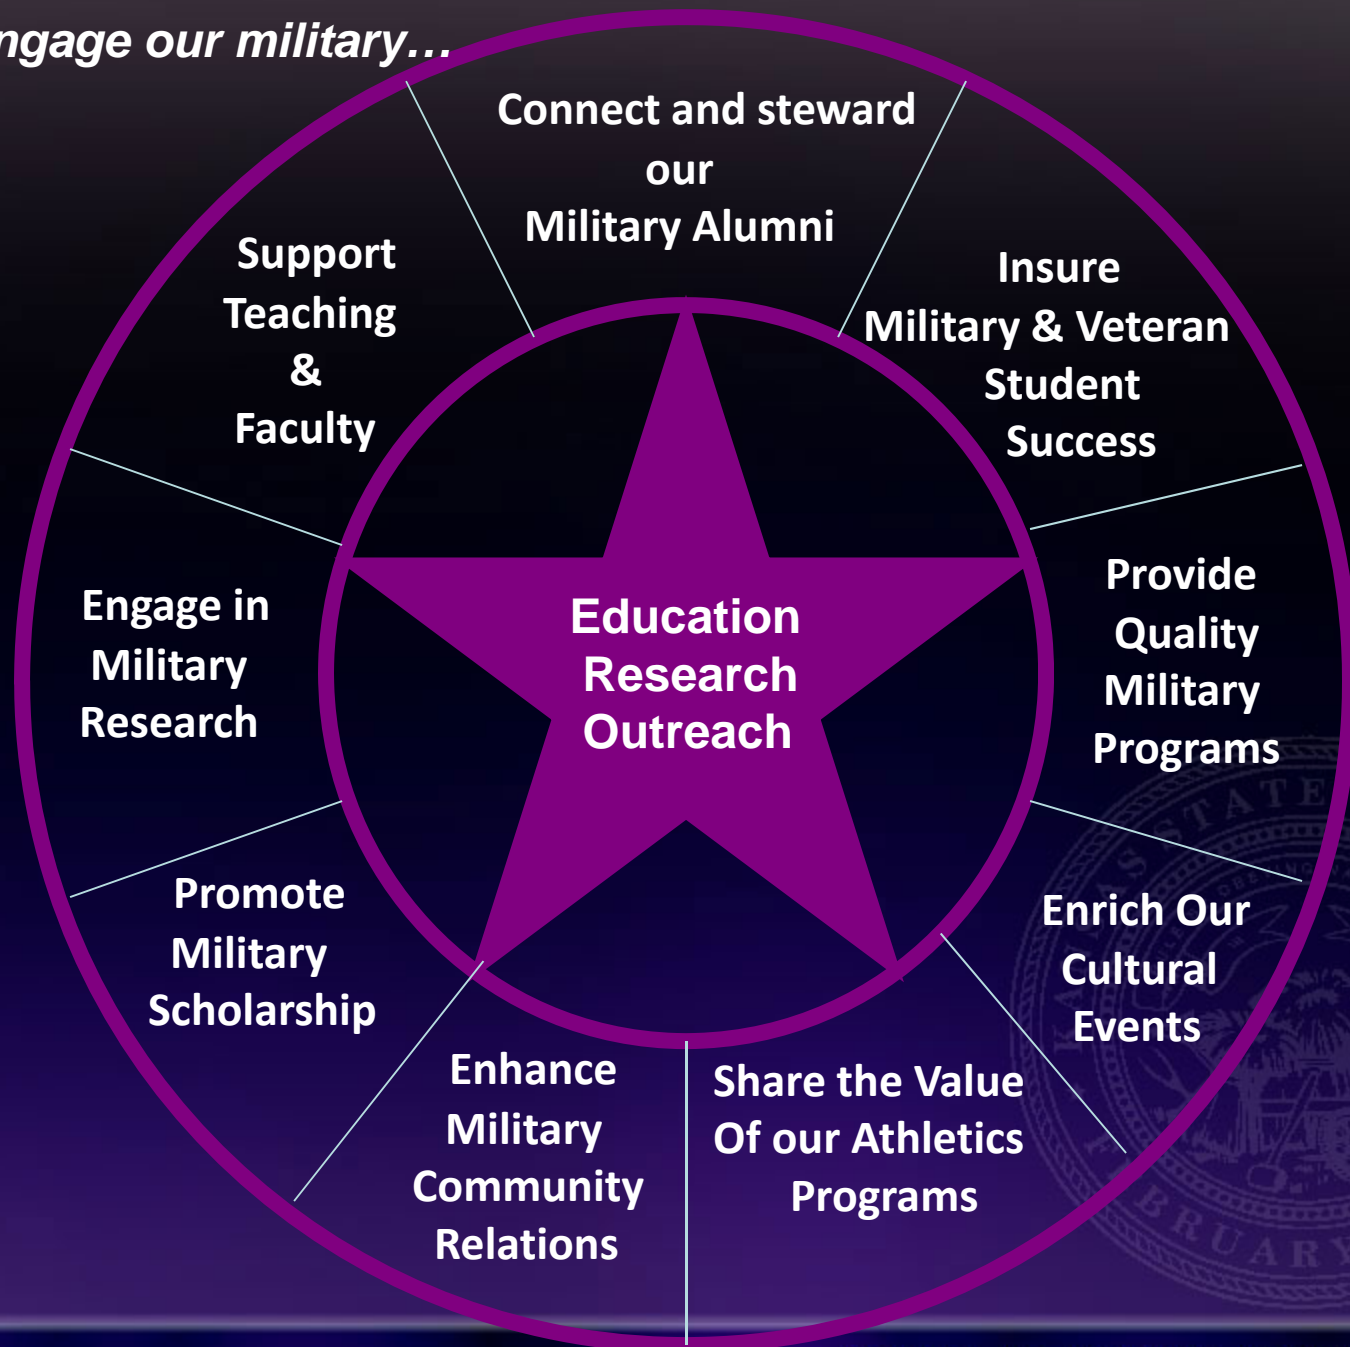 ngage our military…
Connect and steward
our
Military Alumni
Insure
Military & Veteran
Student
Success
Provide
Quality
Military
Programs
Enrich Our
Cultural
Events
Share the Value
Of our Athletics
Programs
Enhance
Military
Community
Relations
Promote
Military
Scholarship
Engage in
Military
Research
Support
Teaching
&
Faculty
Education
Research
Outreach
KANSAS STATE